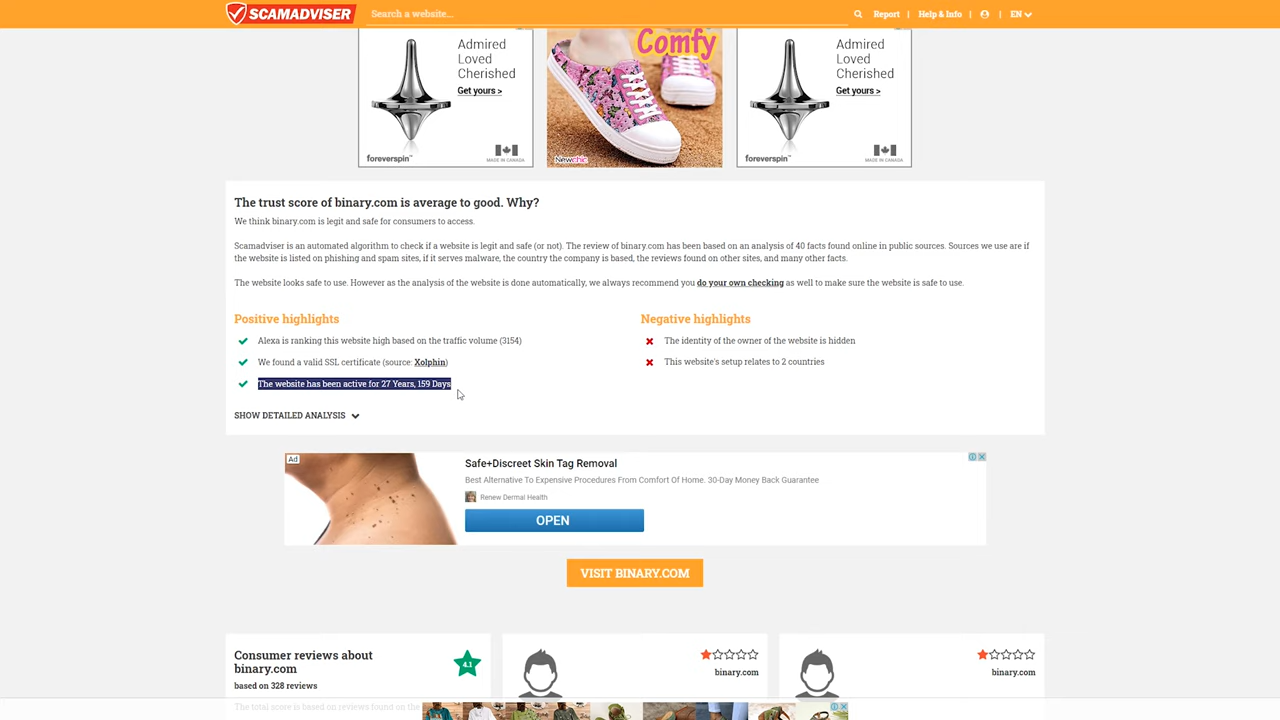 SCAMADVISER
Search a website...
Report | Help & Info | | EN
Admired
Loved
Cherished
Get yours >
foreverspin™
MADE IN CANADA
Comfy
Newchic
Admired
Loved
Cherished
Get yours >
foreverspin™
MADE IN CANADA
The trust score of binary.com is average to good. Why?
We think binary.com is legit and safe for consumers to access.
Scamadviser is an automated algorithm to check if a website is legit and safe (or not). The review of binary.com has been based on an analysis of 40 facts found online in public sources. Sources we use are if
the website is listed on phishing and spam sites, if it serves malware, the country the company is based, the reviews found on other sites, and many other facts.
The website looks safe to use. However as the analysis of the website is done automatically, we always recommend you do your own checking as well to make sure the website is safe to use.
Positive highlights
Alexa is ranking this website high based on the traffic volume (3154)
We found a valid SSL certificate (source: Xolphin)
The website has been active for 27 Years, 159 Days
Negative highlights
The identity of the owner of the website is hidden
This website's setup relates to 2 countries
SHOW DETAILED ANALYSIS
Ad
Safe+Discreet Skin Tag Removal
Best Alternative To Expensive Procedures From Comfort Of Home. 30-Day Money Back Guarantee
Renew Dermal Health
OPEN
VISIT BINARY.COM
Consumer reviews about
binary.com
4.1
based on 328 reviews
The total score is based on reviews found on the
binary.com
binary.com